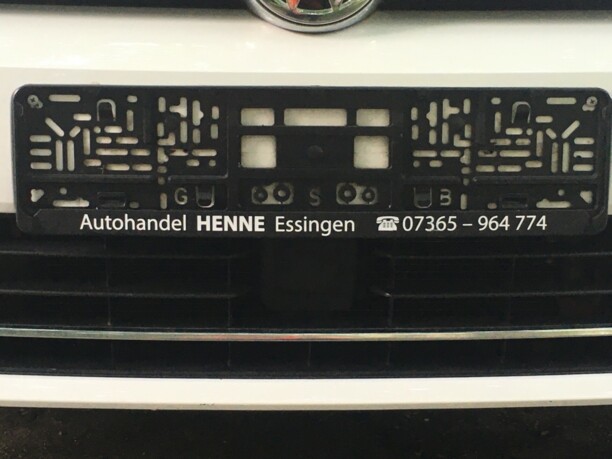 G S B
Autohandel HENNE Essingen ☎07365 – 964 774